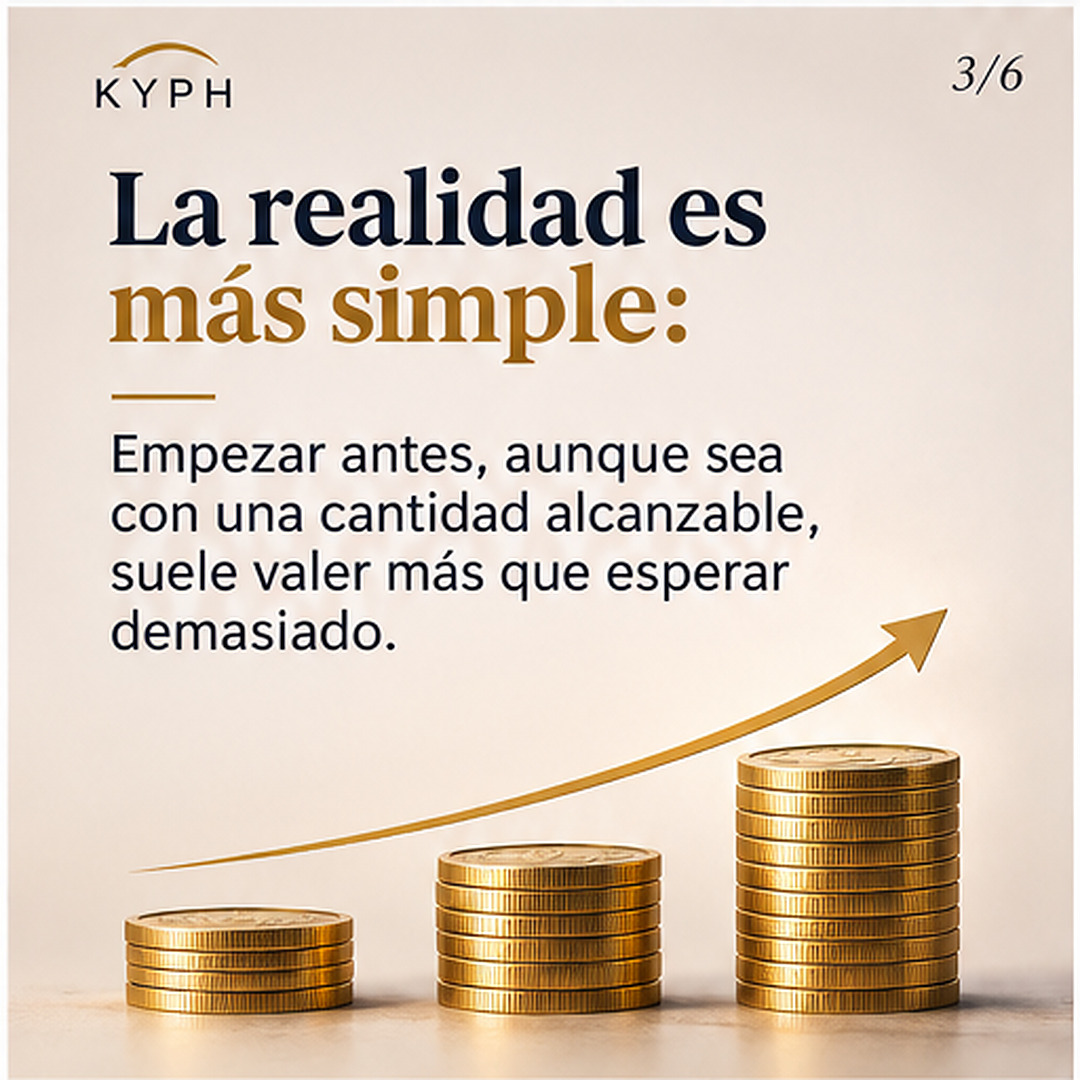 KYPH
3/6
La realidad es
más simple:
Empezar antes, aunque sea
con una cantidad alcanzable,
suele valer más que esperar
demasiado.